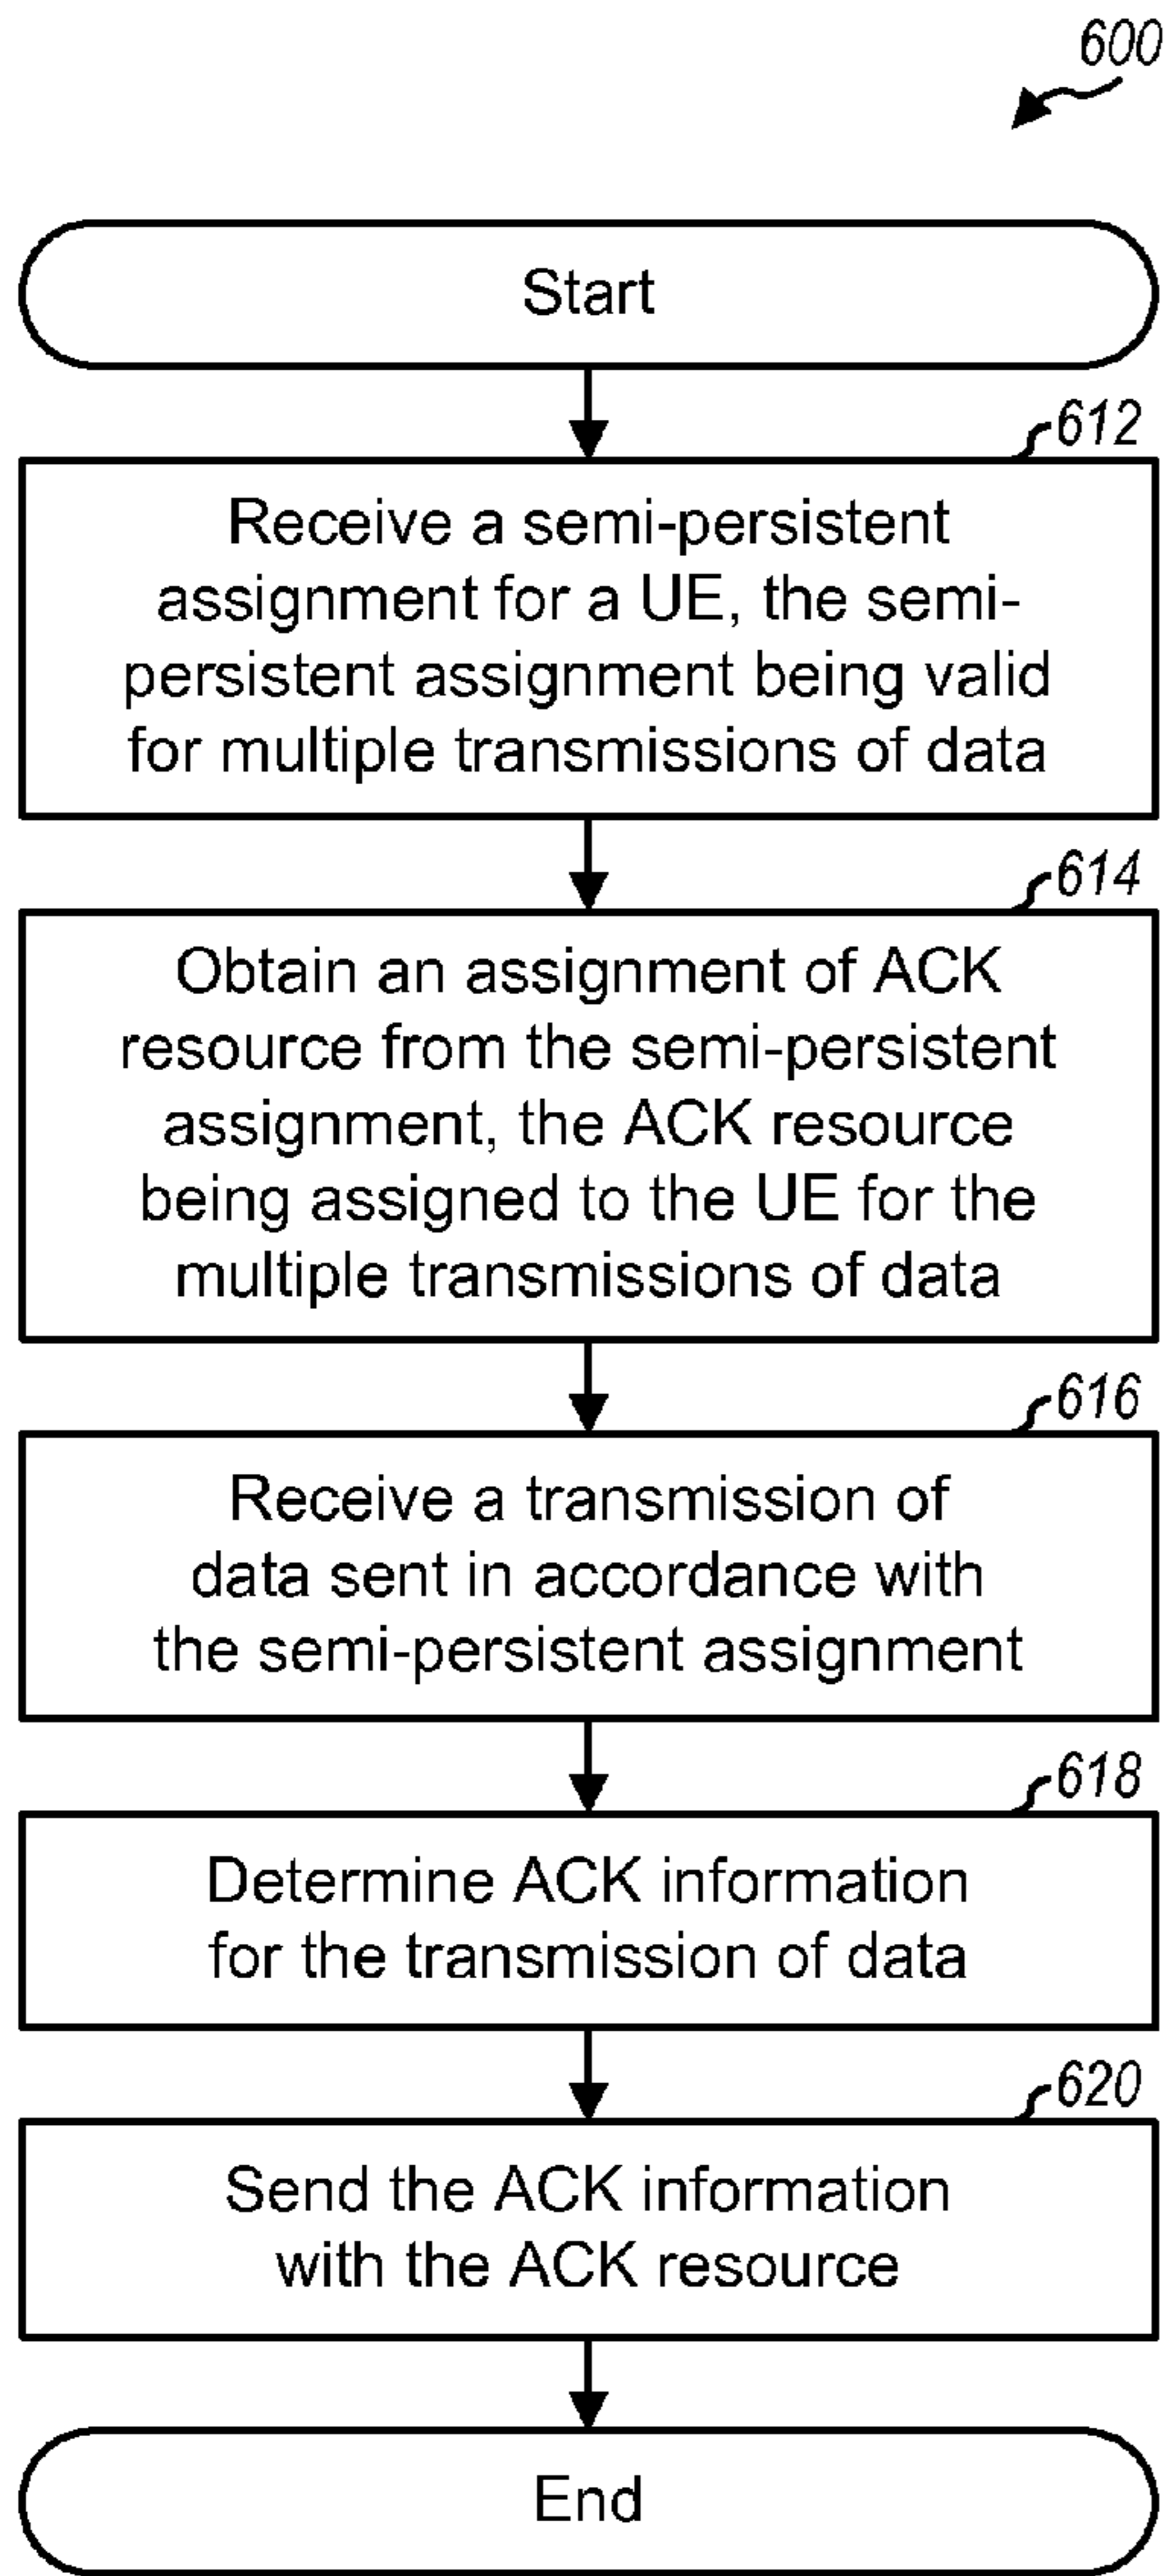 600
Start
612
Receive a semi-persistent
assignment for a UE, the semi-
persistent assignment being valid
for multiple transmissions of data
614
Obtain an assignment of ACK
resource from the semi-persistent
assignment, the ACK resource
being assigned to the UE for the
multiple transmissions of data
616
Receive a transmission of
data sent in accordance with
the semi-persistent assignment
618
Determine ACK information
for the transmission of data
620
Send the ACK information
with the ACK resource
End